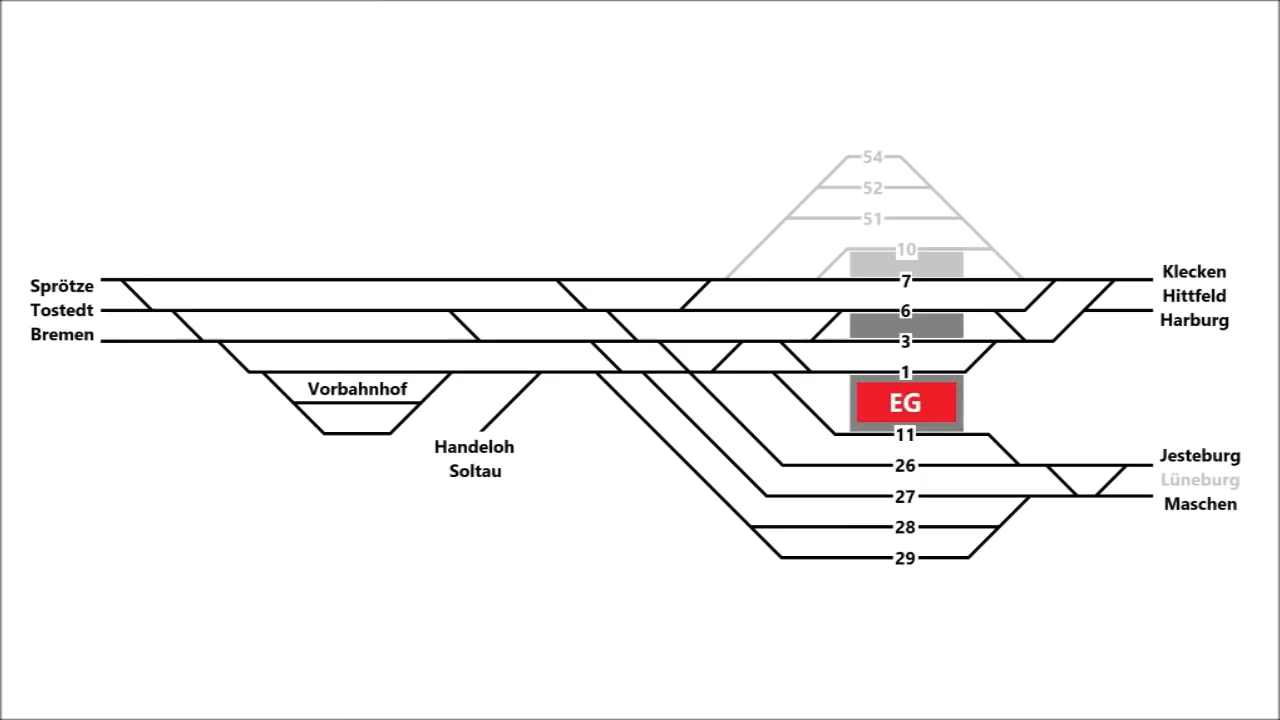 54
52
51
10
Sprötze
Tostedt
Bremen
7
6
3
1
Klecken
Hittfeld
Harburg
Vorbahnhof
EG
Handeloh
Soltau
11
26
27
28
29
Jesteburg
Lüneburg
Maschen